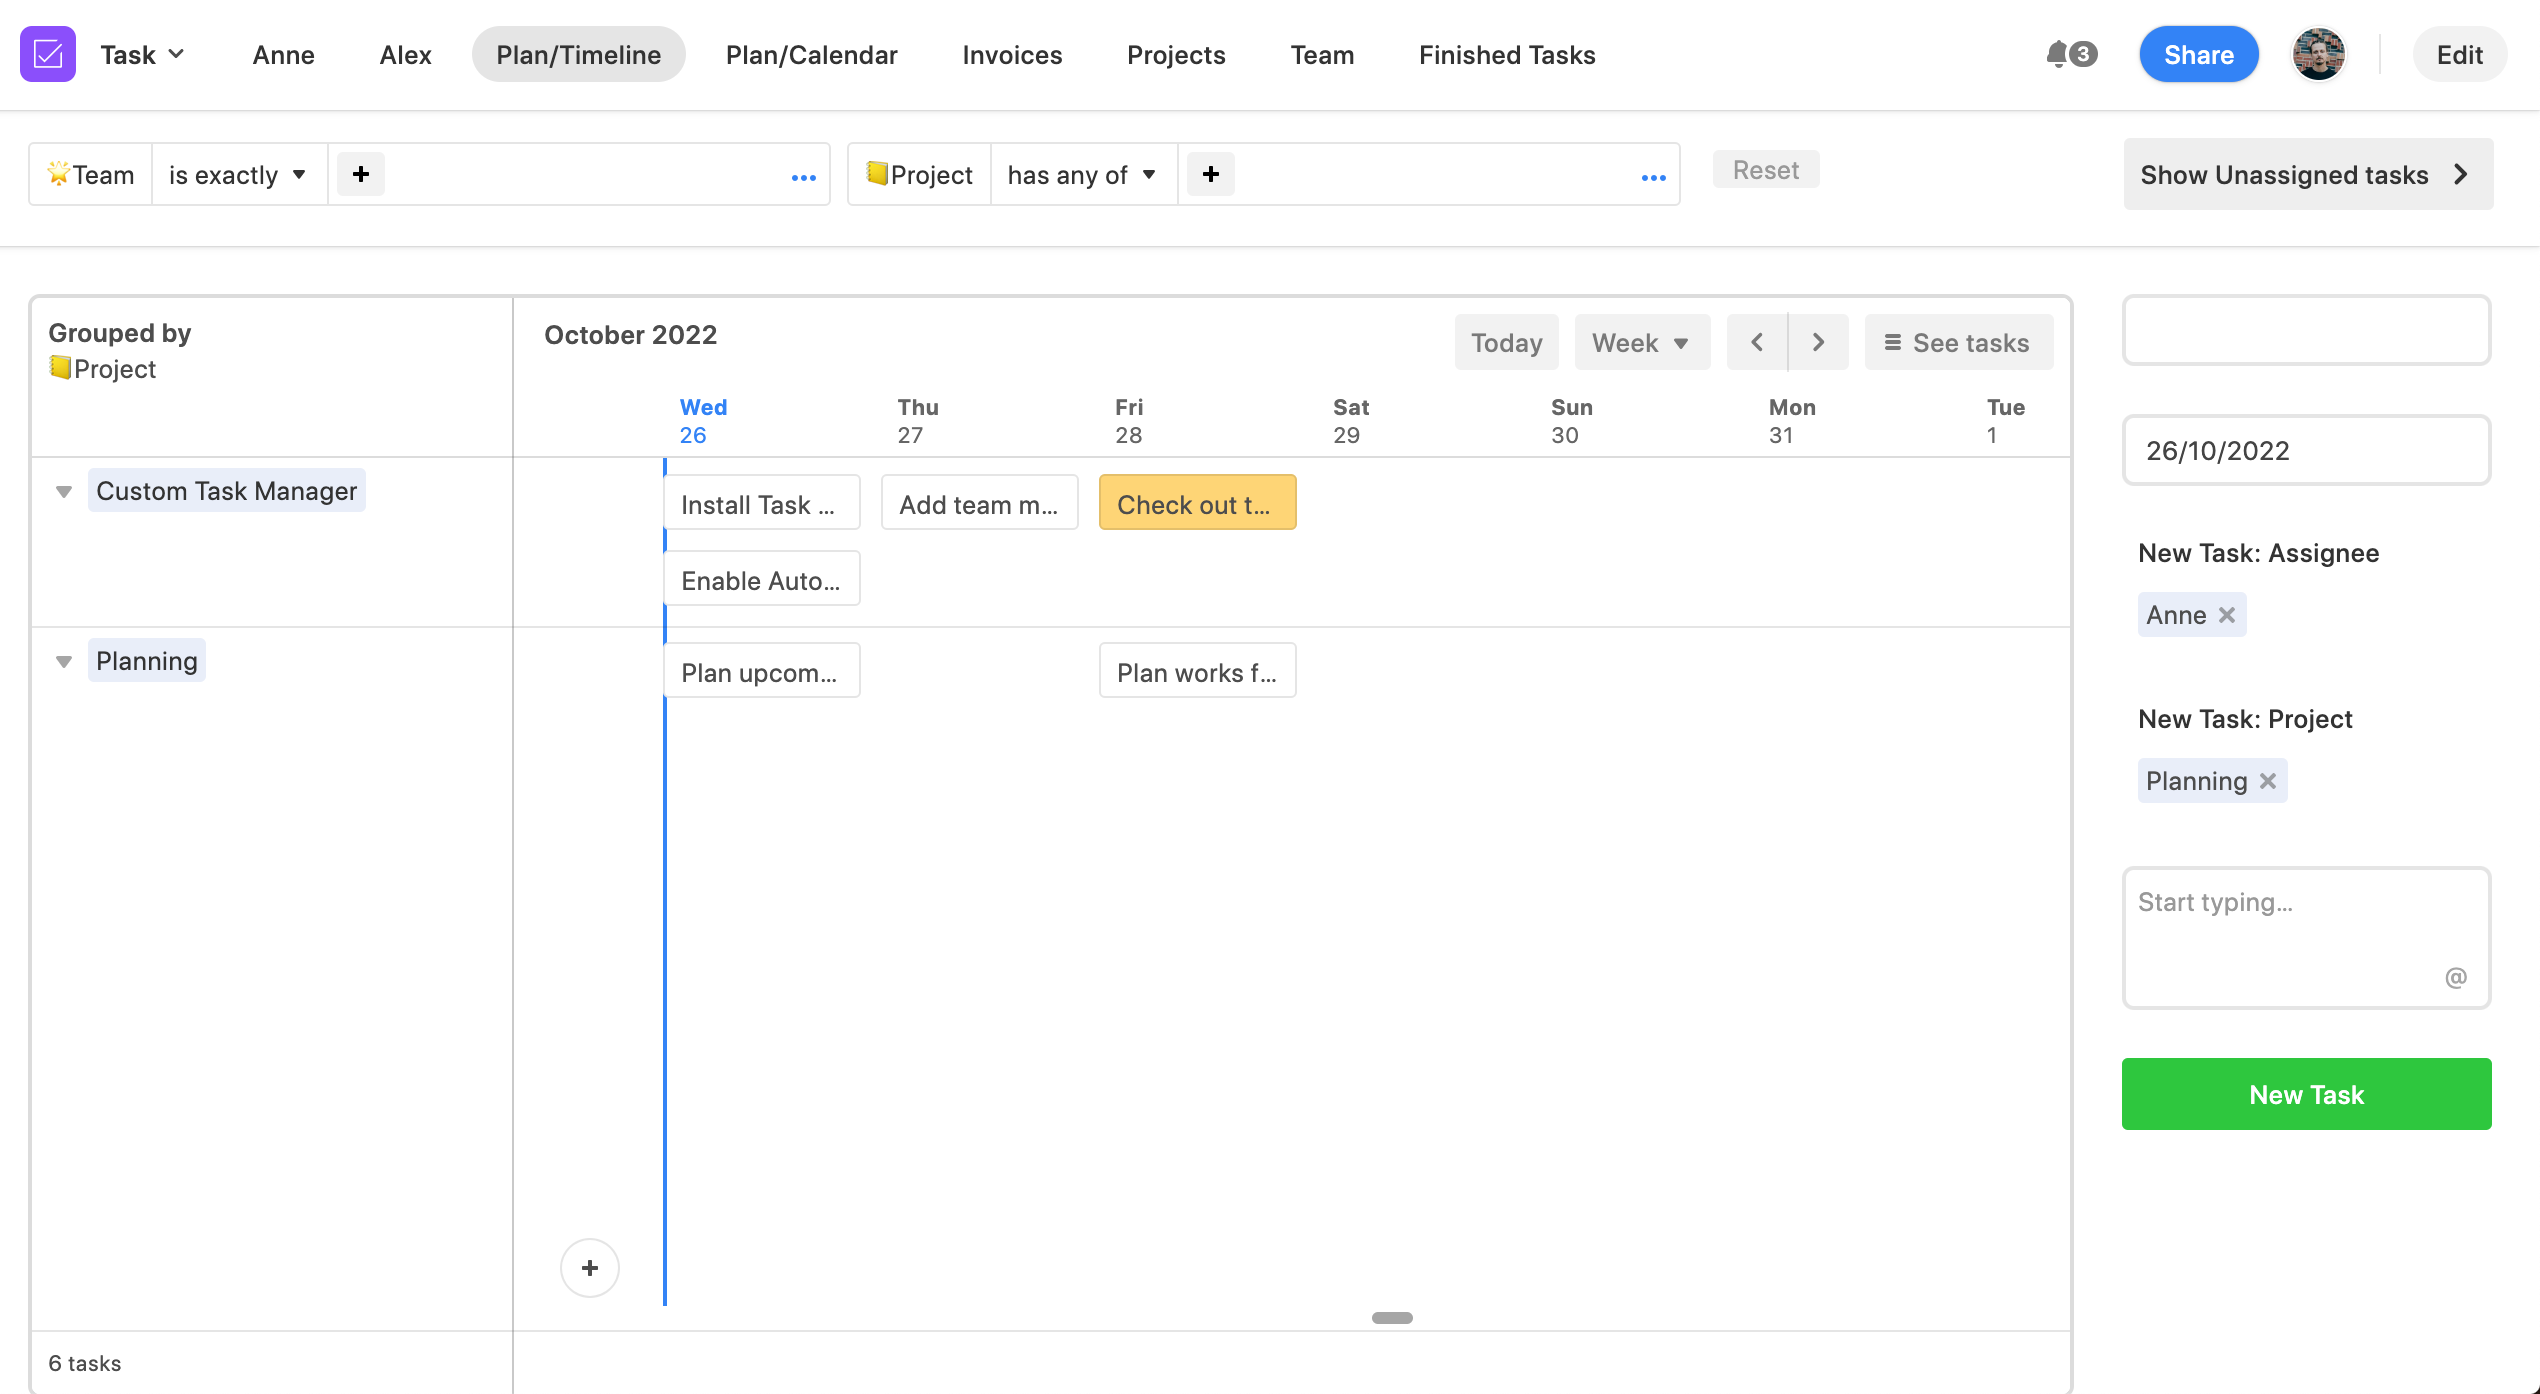 Task
Anne
Alex
Plan/Timeline
Plan/Calendar
Invoices
Projects
Team
Finished Tasks
3
Share
Edit
🌟Team
is exactly
+
...
📒Project
has any of
+
...
Reset
Show Unassigned tasks
Grouped by
📒Project
October 2022
Today
Week
See tasks
Wed
26
Thu
27
Fri
28
Sat
29
Sun
30
Mon
31
Tue
1
Custom Task Manager
Install Task ...
Add team m...
Check out t...
Enable Auto...
Planning
Plan upcom...
Plan works f...
+
6 tasks
26/10/2022
New Task: Assignee
Anne ×
New Task: Project
Planning ×
Start typing...
@
New Task